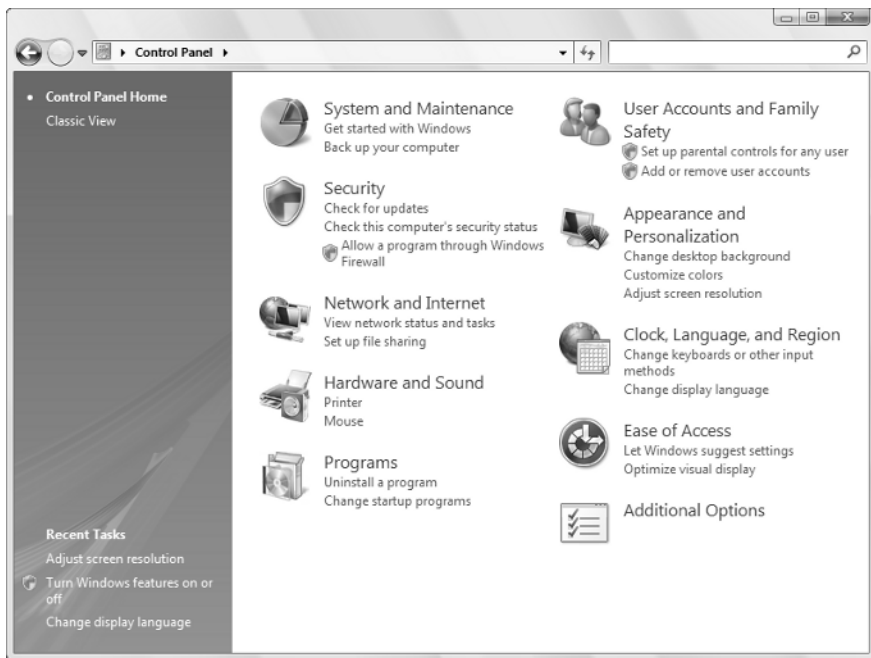 Control Panel
Control Panel Home
Classic View
System and Maintenance
Get started with Windows
Back up your computer
Security
Check for updates
Check this computer's security status
Allow a program through Windows
Firewall
Network and Internet
View network status and tasks
Set up file sharing
Hardware and Sound
Printer
Mouse
Programs
Uninstall a program
Change startup programs
User Accounts and Family
Safety
Set up parental controls for any user
Add or remove user accounts
Appearance and
Personalization
Change desktop background
Customize colors
Adjust screen resolution
Clock, Language, and Region
Change keyboards or other input
methods
Change display language
Ease of Access
Let Windows suggest settings
Optimize visual display
Additional Options
Recent Tasks
Adjust screen resolution
Turn Windows features on or
off
Change display language